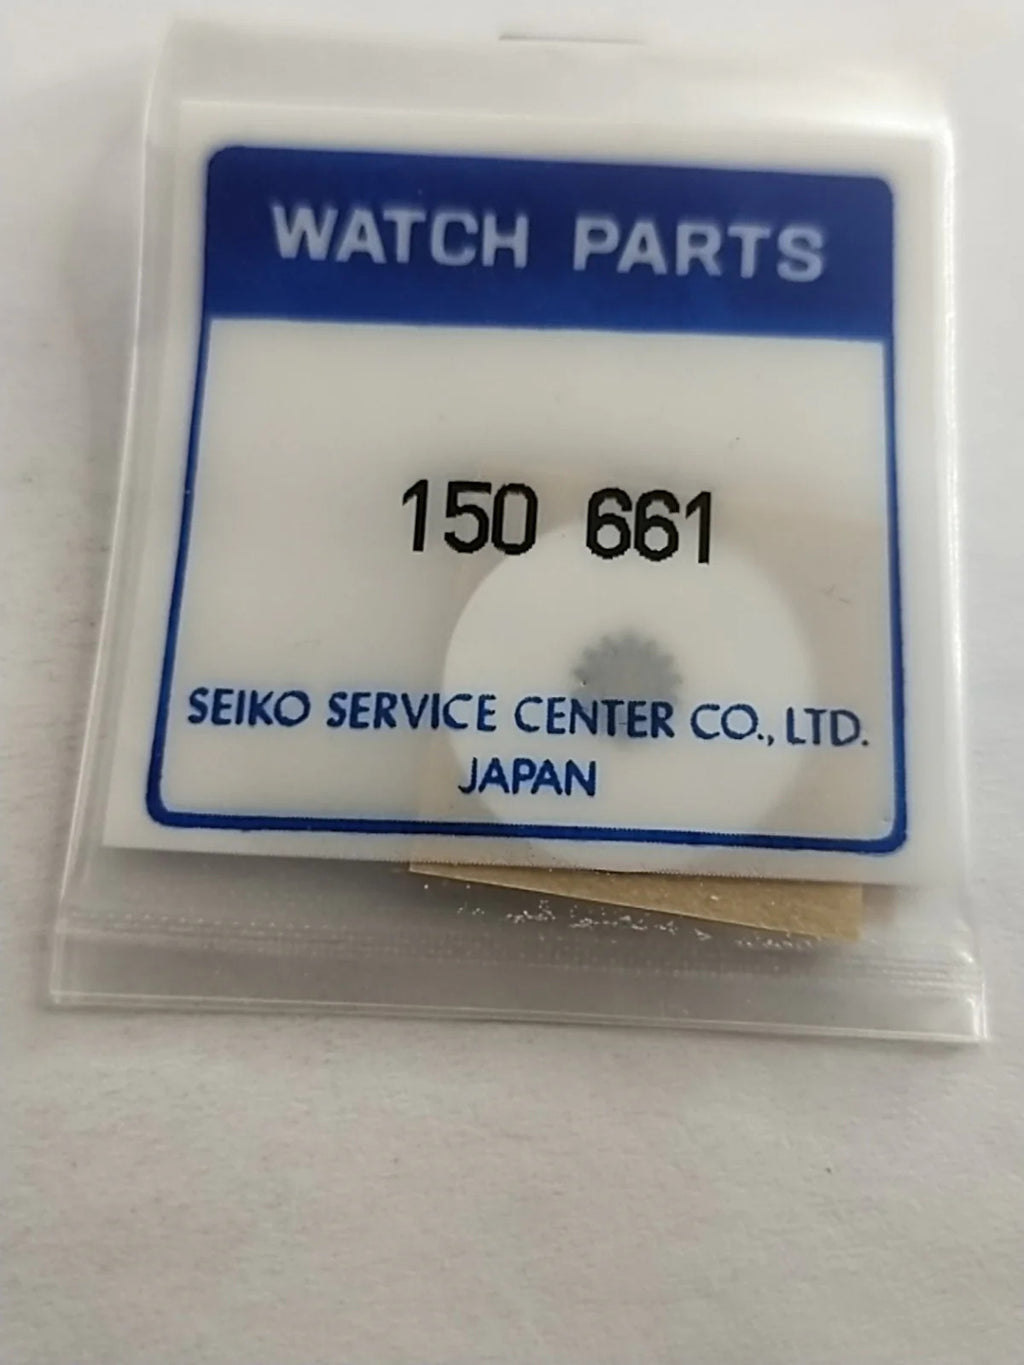 WATCH PARTS
150 661
SEIKO SERVICE CENTER CO., LTD.
JAPAN